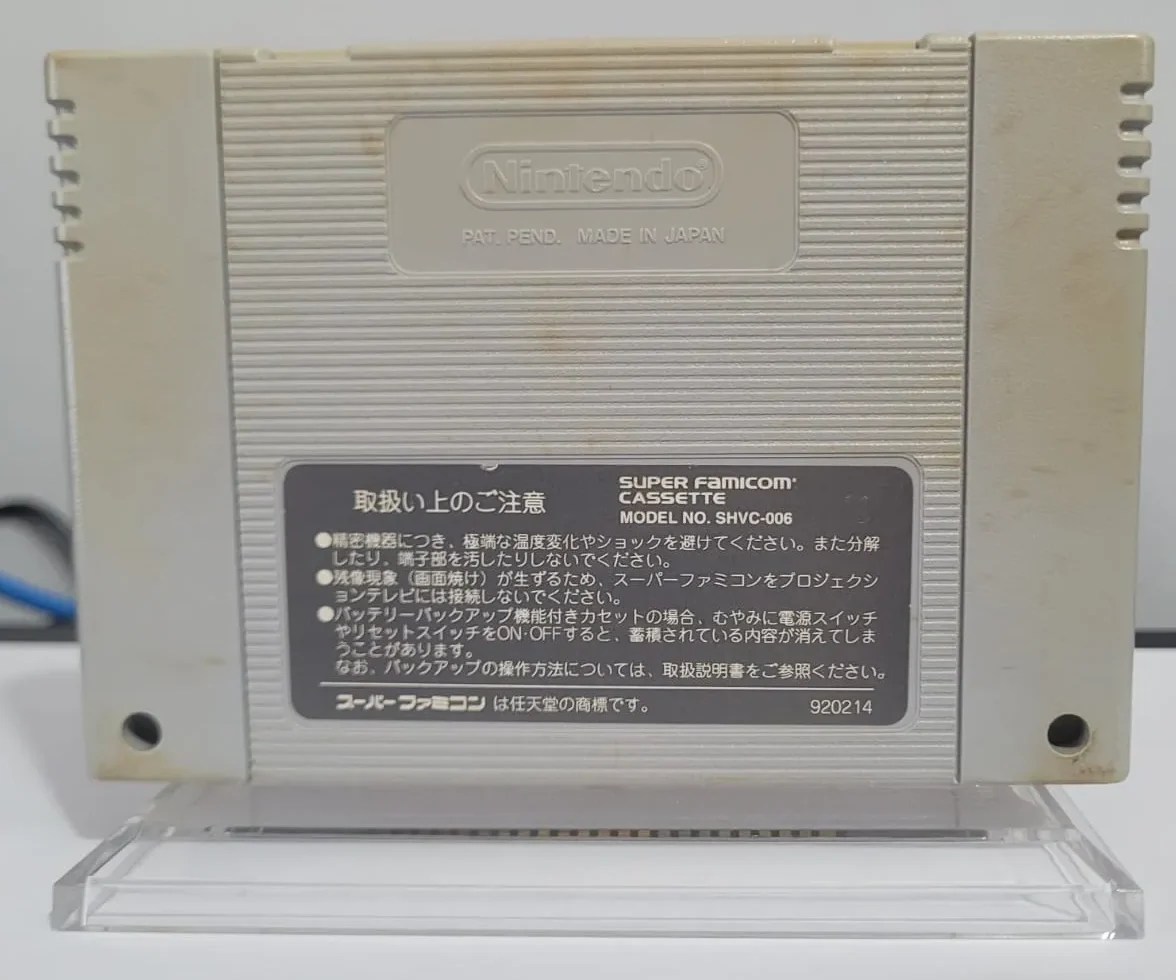 Nintendo®
PAT. PEND. MADE IN JAPAN
取扱い上のご注意
SUPER FAMICOM®
CASSETTE
MODEL NO. SHVC-006
●精密機器につき、極端な温度変化やショックを避けてください。また分解
したり、端子部を汚したりしないでください。
●残像現象(画面焼け)が生ずるため、スーパーファミコンをプロジェクシ
ョンテレビには接続しないでください。
●バッテリーバックアップ機能付きカセットの場合、むやみに電源スイッチ
やリセットスイッチをON·OFFすると、蓄積されている内容が消えてしま
うことがあります。
なお、バックアップの操作方法については、取扱説明書をご参照ください。
スーパーファミコン は任天堂の商標です。
920214